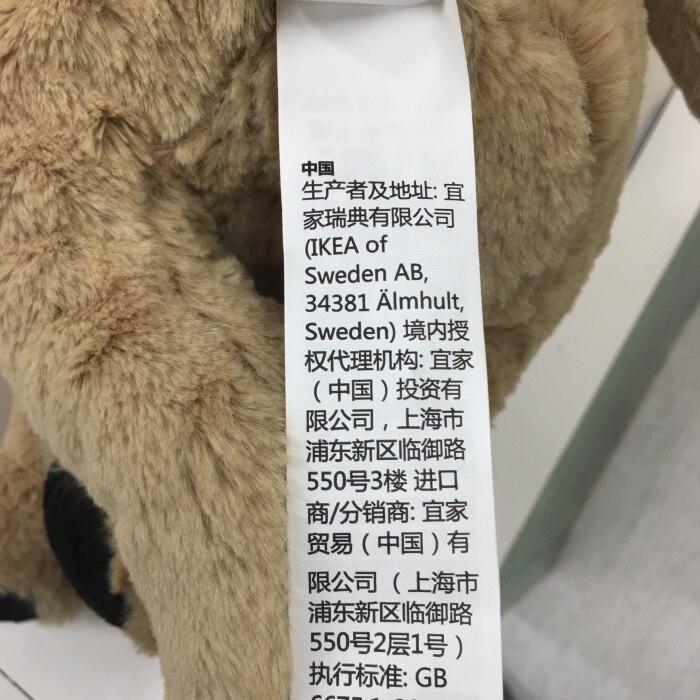 中国
生产者及地址: 宜
家瑞典有限公司
(IKEA of
Sweden AB,
34381 Älmhult,
Sweden) 境内授
权代理机构: 宜家
（中国）投资有
限公司，上海市
浦东新区临御路
550号3楼 进口
商/分销商: 宜家
贸易（中国）有
限公司（上海市
浦东新区临御路
550号2层1号）
执行标准: GB